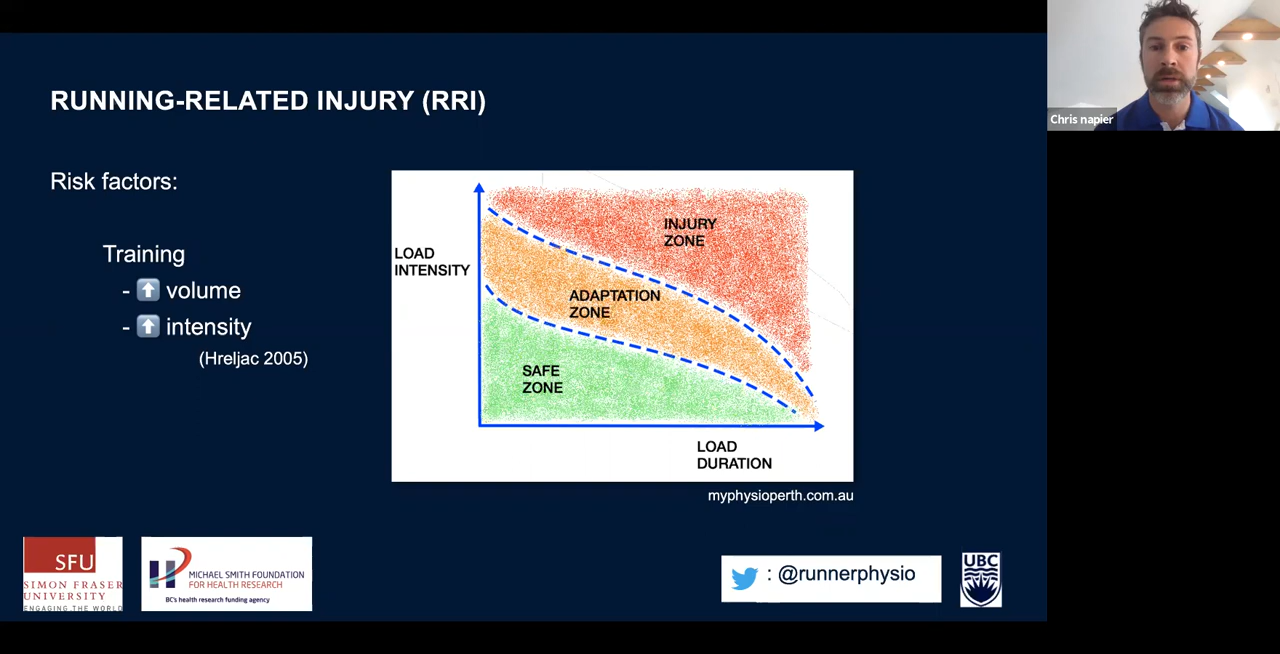 RUNNING-RELATED INJURY (RRI)
Risk factors:
Training
- ⬆ volume
- ⬆ intensity
(Hreljac 2005)
LOAD
INTENSITY
INJURY
ZONE
ADAPTATION
ZONE
SAFE
ZONE
LOAD
DURATION
myphysioperth.com.au
SFU
SIMON FRASER
UNIVERSITY
ENGAGING THE WORLD
MICHAEL SMITH FOUNDATION
FOR HEALTH RESEARCH
BC's health research funding agency
: @runnerphysio
UBC
Chris napier